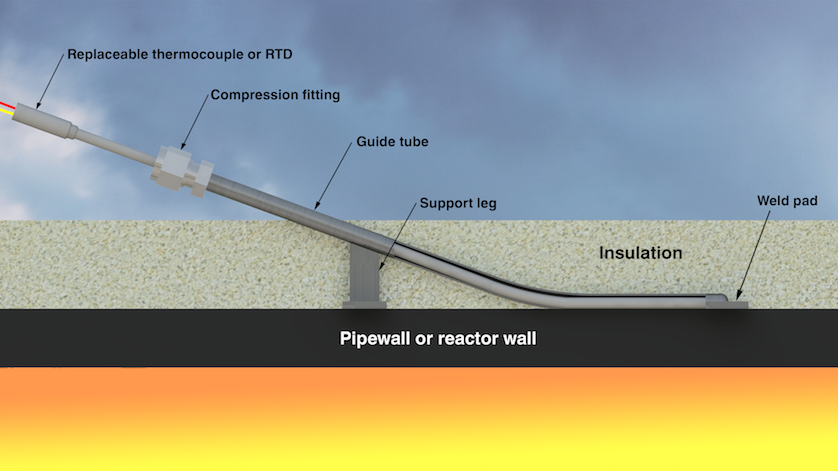 Replaceable thermocouple or RTD
Compression fitting
Guide tube
Support leg
Weld pad
Insulation
Pipewall or reactor wall